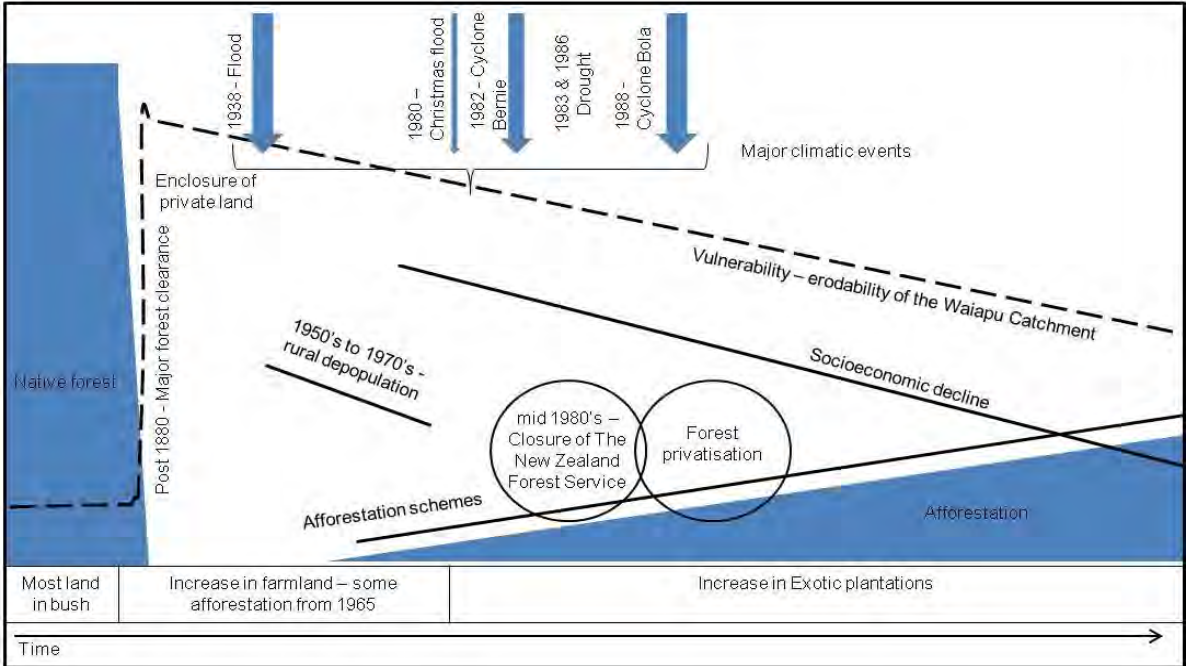 1938 - Flood
1980 –
Christmas flood
1982 - Cyclone
Bernie
1983 & 1986
Drought
1988 -
Cyclone Bola
Major climatic events
Enclosure of
private land
Post 1880 - Major forest clearance
Native forest
Vulnerability – erodability of the Waiapu Catchment
1950's to 1970's -
rural depopulation
Socioeconomic decline
mid 1980's –
Closure of The
New Zealand
Forest Service
Forest
privatisation
Afforestation schemes
Afforestation
Most land
in bush
Increase in farmland – some
afforestation from 1965
Increase in Exotic plantations
Time